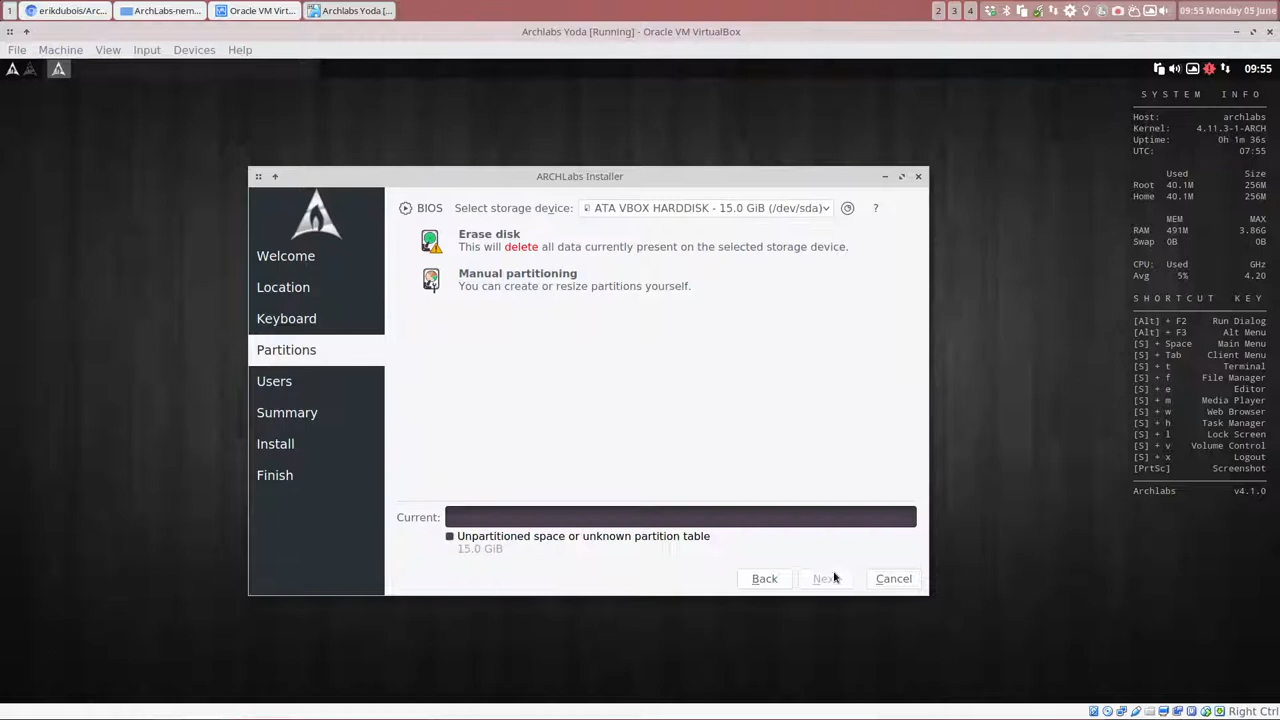 1 erikdubois/Arc... ArchLabs-nem... Oracle VM Virt... Archlabs Yoda [... 2 3 4 09:55 Monday 05 June
Archlabs Yoda [Running] - Oracle VM VirtualBox
File Machine View Input Devices Help
09:55
SYSTEM INFO
Host: archlabs
Kernel: 4.11.3-1-ARCH
Uptime: 0h 1m 36s
UTC: 07:55
Used Size
Root 40.1M 256M
Home 40.1M 256M
MEM MAX
RAM 491M 3.86G
Swap 0B 0B
CPU: Used GHz
Avg 5% 4.20
SHORTCUT KEY
[Alt] + F2 Run Dialog
[Alt] + F3 Alt Menu
[S] + Space Main Menu
[S] + Tab Client Menu
[S] + t Terminal
[S] + f File Manager
[S] + e Editor
[S] + m Media Player
[S] + w Web Browser
[S] + h Task Manager
[S] + l Lock Screen
[S] + v Volume Control
[S] + x Logout
[PrtSc] Screenshot
Archlabs v4.1.0
ARCHLabs Installer
Welcome
Location
Keyboard
Partitions
Users
Summary
Install
Finish
BIOS Select storage device: ATA VBOX HARDDISK - 15.0 GiB (/dev/sda) ?
Erase disk
This will delete all data currently present on the selected storage device.
Manual partitioning
You can create or resize partitions yourself.
Current:
Unpartitioned space or unknown partition table
15.0 GiB
Back Next Cancel
Right Ctrl